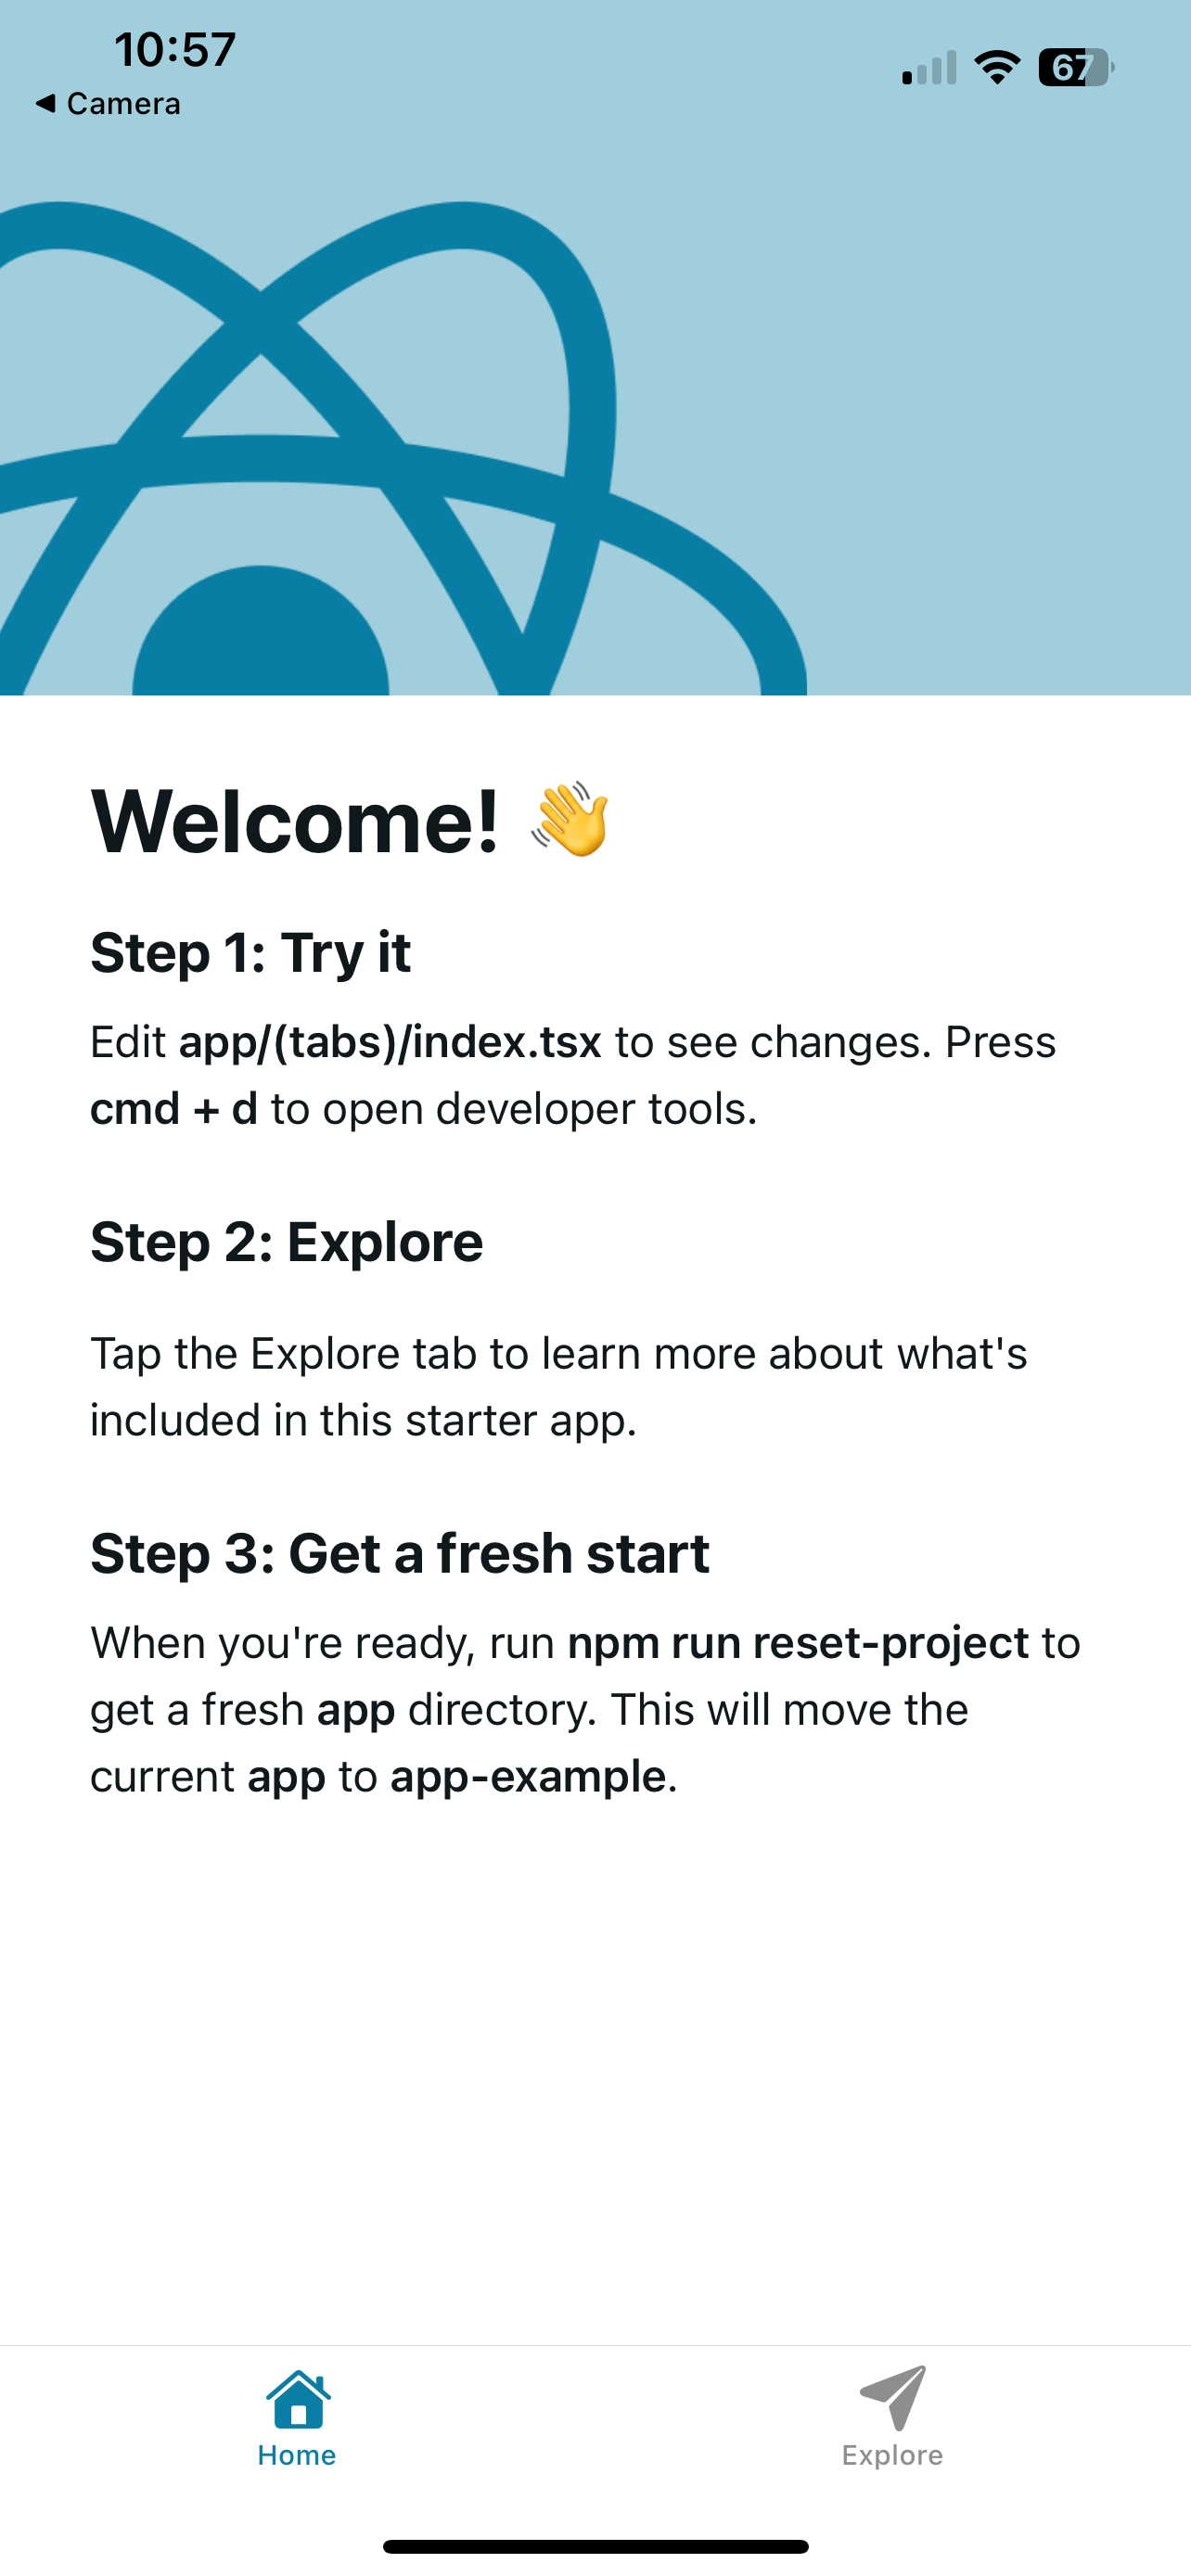 10:57
67
◀ Camera
Welcome! 👋
Step 1: Try it
Edit app/(tabs)/index.tsx to see changes. Press
cmd + d to open developer tools.
Step 2: Explore
Tap the Explore tab to learn more about what's
included in this starter app.
Step 3: Get a fresh start
When you're ready, run npm run reset-project to
get a fresh app directory. This will move the
current app to app-example.
Home
Explore